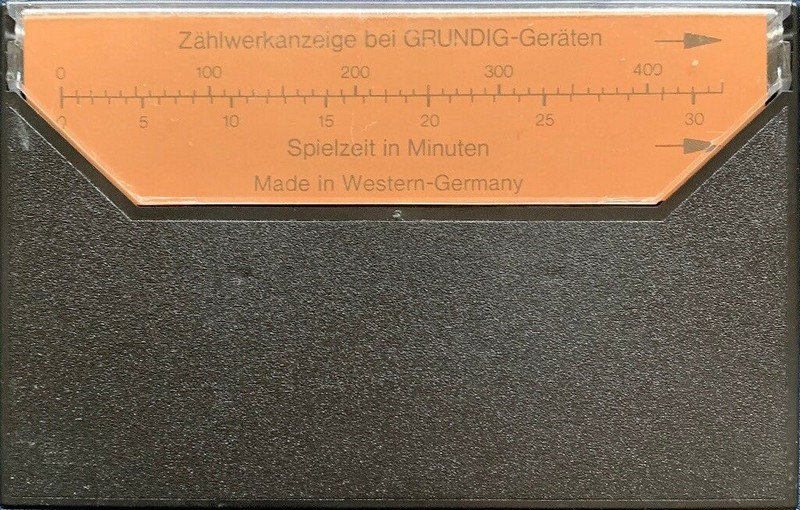 Zählwerkanzeige bei GRUNDIG-Geräten
0 100 200 300 400
0 5 10 15 20 25 30
Spielzeit in Minuten
Made in Western-Germany